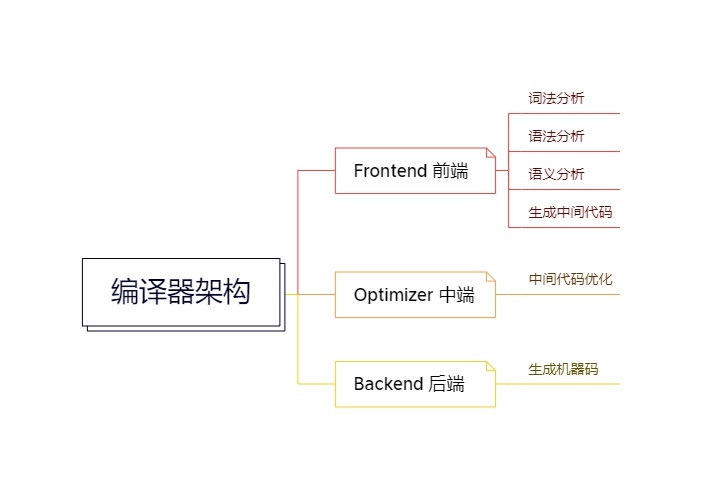 编译器架构
Frontend 前端
词法分析
语法分析
语义分析
生成中间代码
Optimizer 中端
中间代码优化
Backend 后端
生成机器码